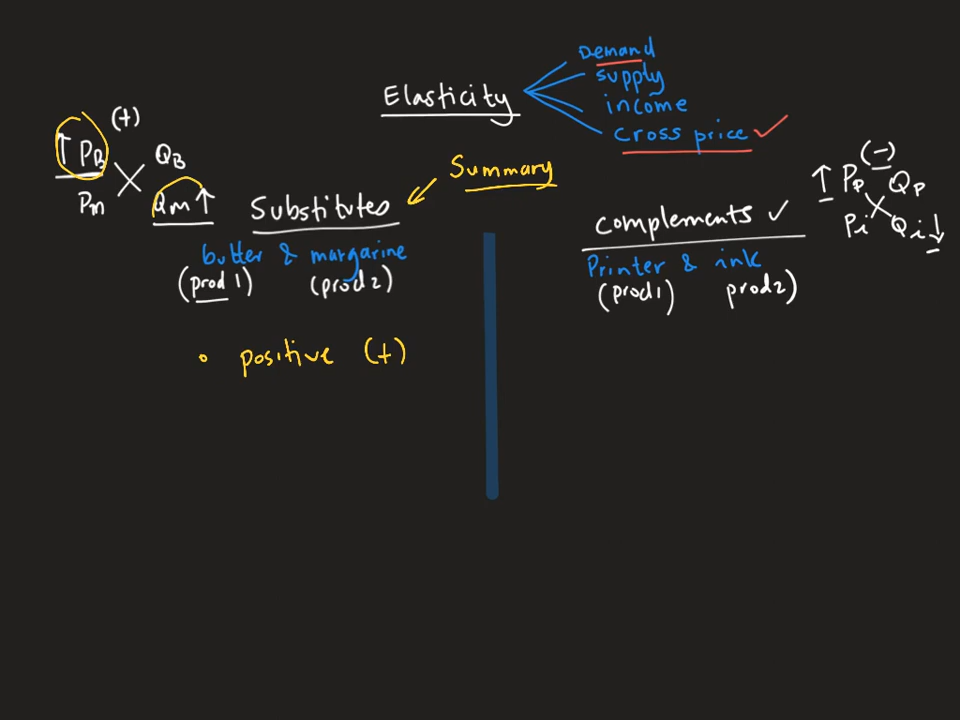 Demand
supply
income
cross price ✓
Elasticity
Summary
(+)
↑ PB QB
Pm Qm ↑
Substitutes
butter & margarine
(prod 1) (prod 2)
• positive (+)
(-)
↑ Pp Qp
Pi Qi ↓
complements ✓
Printer & ink
(prod1) prod2)